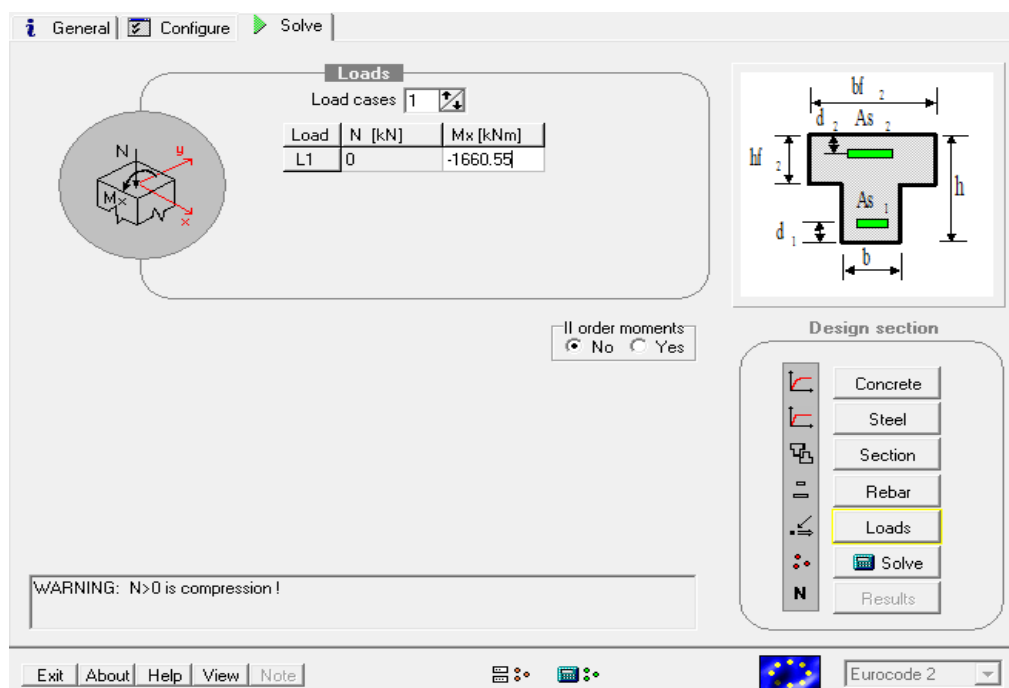 General Configure Solve
Loads
Load cases 1
Load N [kN] Mx [kNm]
L1 0 -1660.55
N y
Mx
x
bf 2
d 2 As 2
hf 2
h
As 1
d 1
b
II order moments
No Yes
Design section
Concrete
Steel
Section
Rebar
Loads
Solve
N Results
WARNING: N>0 is compression !
Exit About Help View Note
Eurocode 2